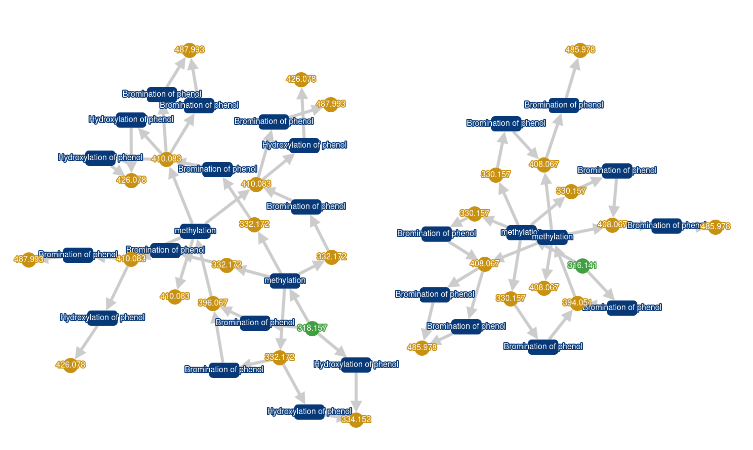 487.993
485.978
426.078
Bromination of phenol
487.993
Bromination of phenol
Bromination of phenol
Hydroxylation of phenol
Bromination of phenol
Bromination of phenol
Hydroxylation of phenol
Hydroxylation of phenol
410.083
408.067
Bromination of phenol
Bromination of phenol
330.157
426.078
410.083
330.157
Bromination of phenol
330.157
332.172
408.067
Bromination of phenol
485.978
methylation
methylation
Bromination of phenol
methylation
Bromination of phenol
Bromination of phenol
332.172
487.993
410.083
332.172
408.067
316.141
methylation
408.067
410.083
Bromination of phenol
330.157
394.051
396.067
Bromination of phenol
Bromination of phenol
318.157
Bromination of phenol
Hydroxylation of phenol
485.978
Bromination of phenol
332.172
Hydroxylation of phenol
426.078
Bromination of phenol
Hydroxylation of phenol
334.152